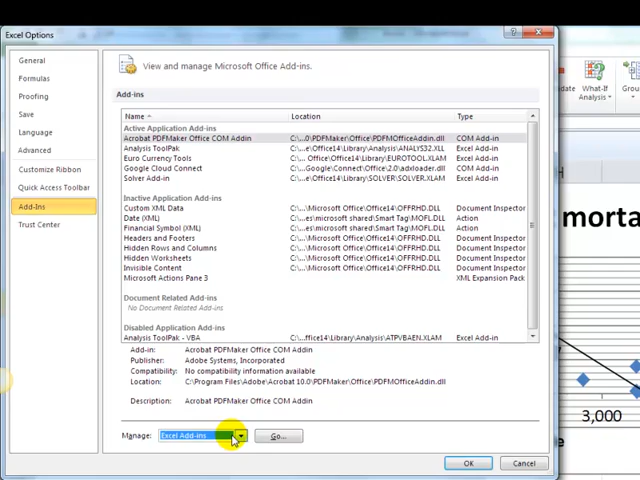 Excel Options
General
Formulas
Proofing
Save
Language
Advanced
Customize Ribbon
Quick Access Toolbar
Add-Ins
Trust Center
View and manage Microsoft Office Add-ins.
Add-ins
Name Location Type
Active Application Add-ins
Acrobat PDFMaker Office COM Addin C:\...0\PDFMaker\Office\PDFMOfficeAddin.dll COM Add-in
Analysis ToolPak C:\...e\Office14\Library\Analysis\ANALYS32.XLL Excel Add-in
Euro Currency Tools C:\...e\Office14\Library\EUROTOOL.XLAM Excel Add-in
Google Cloud Connect C:\...gle\Google Cloud Connect\adxloader.dll COM Add-in
Solver Add-in C:\...e\Office14\Library\SOLVER\SOLVER.XLAM Excel Add-in
Inactive Application Add-ins
Custom XML Data C:\...\Microsoft Office\Office14\OFFRHD.DLL Document Inspector
Date (XML) C:\...es\microsoft shared\Smart Tag\MOFL.DLL Action
Financial Symbol (XML) C:\...es\microsoft shared\Smart Tag\MOFL.DLL Action
Headers and Footers C:\...\Microsoft Office\Office14\OFFRHD.DLL Document Inspector
Hidden Rows and Columns C:\...\Microsoft Office\Office14\OFFRHD.DLL Document Inspector
Hidden Worksheets C:\...\Microsoft Office\Office14\OFFRHD.DLL Document Inspector
Invisible Content C:\...\Microsoft Office\Office14\OFFRHD.DLL Document Inspector
Microsoft Actions Pane 3 XML Expansion Pack
Document Related Add-ins
No Document Related Add-ins
Disabled Application Add-ins
Analysis ToolPak - VBA C:\...ffice14\Library\Analysis\ATPVBAEN.XLAM Excel Add-in
Add-in: Acrobat PDFMaker Office COM Addin
Publisher: Adobe Systems, Incorporated
Compatibility: No compatibility information available
Location: C:\Program Files\Adobe\Acrobat 10.0\PDFMaker\Office\PDFMOfficeAddin.dll
Description: Acrobat PDFMaker Office COM Addin
Manage: Excel Add-ins Go...
OK Cancel
What-If
Analysis
H
morta
3,000